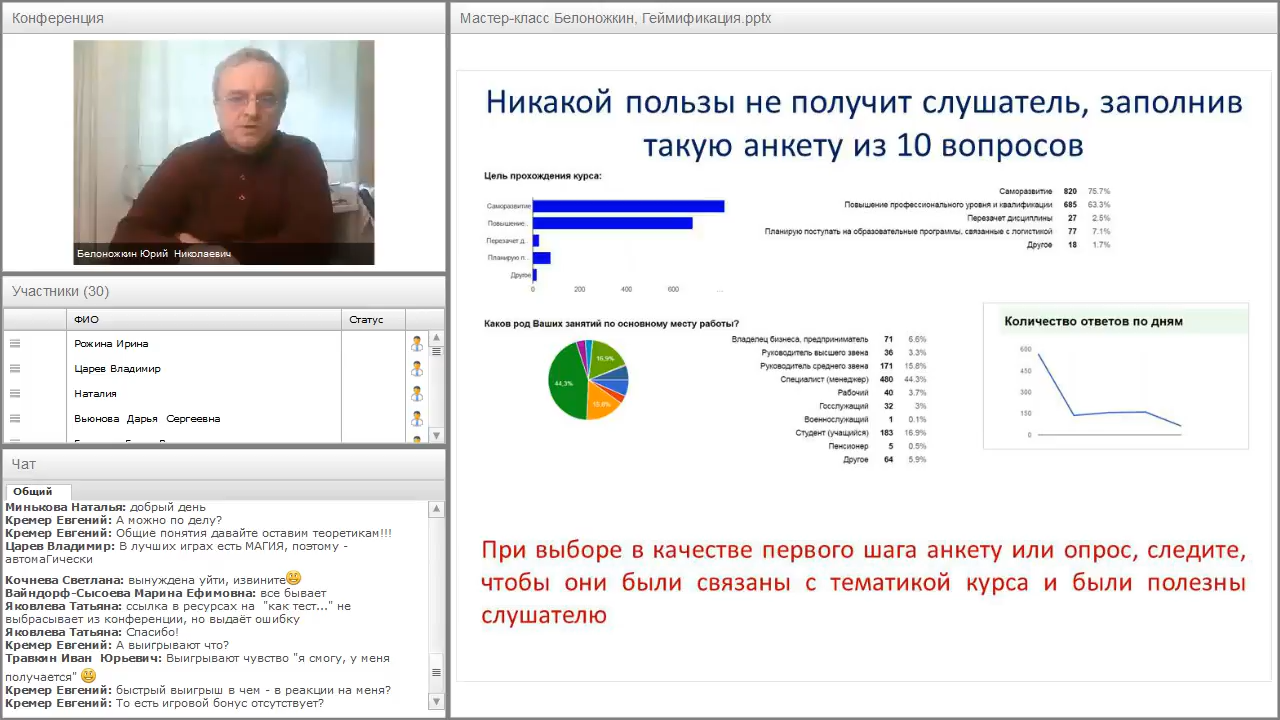 Конференция
Белоножкин Юрий Николаевич
Участники (30)
ФИО
Статус
Рожина Ирина
Царев Владимир
Наталия
Вьюнова Дарья Сергеевн
Чат
Общий
Минькова Наталья: добрый день
Кремер Евгений: А можно по делу?
Кремер Евгений: Общие понятия давайте оставим теоретикам!!!
Царев Владимир: В лучших играх есть МАГИЯ, поэтому -
автомаГически
Кочнева Светлана: вынуждена уйти, извините
Вайндорф-Сысоева Марина Ефимовна: все бывает
Яковлева Татьяна: ссылка в ресурсах на "как тест..." не
выбрасывает из конференции, но выдаёт ошибку
Яковлева Татьяна: Спасибо!
Кремер Евгений: А выигрывают что?
Травкин Иван Юрьевич: Выигрывают чувство "я смогу, у меня
получается"
Кремер Евгений: быстрый выигрыш в чем - в реакции на меня?
Кремер Евгений: То есть игровой бонус отсутствует?
Мастер-класс Белоножкин, Геймификация.pptx
Никакой пользы не получит слушатель, заполнив
такую анкету из 10 вопросов
Цель прохождения курса:
Саморазвитие
Повышение..
Перезачет д..
Планирую п..
Другое
0 200 400 600 ...
Саморазвитие 820 75.7%
Повышение профессионального уровня и квалификации 685 63.3%
Перезачет дисциплины 27 2.5%
Планирую поступать на образовательные программы, связанные с логистикой 77 7.1%
Другое 18 1.7%
Каков род Ваших занятий по основному месту работы?
16,9%
44,3%
15,8%
Владелец бизнеса, предприниматель 71 6.6%
Руководитель высшего звена 36 3.3%
Руководитель среднего звена 171 15.8%
Специалист (менеджер) 480 44.3%
Рабочий 40 3.7%
Госслужащий 32 3%
Военнослужащий 1 0.1%
Студент (учащийся) 183 16.9%
Пенсионер 5 0.5%
Другое 64 5.9%
Количество ответов по дням
600
450
300
150
0
При выборе в качестве первого шага анкету или опрос, следите,
чтобы они были связаны с тематикой курса и были полезны
слушателю